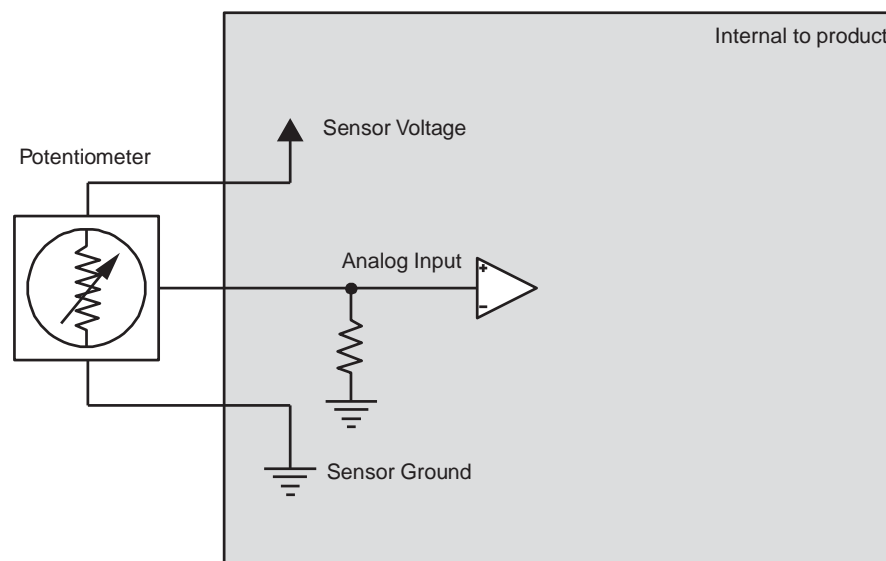 Internal to product
Sensor Voltage
Potentiometer
Analog Input
+
−
Sensor Ground